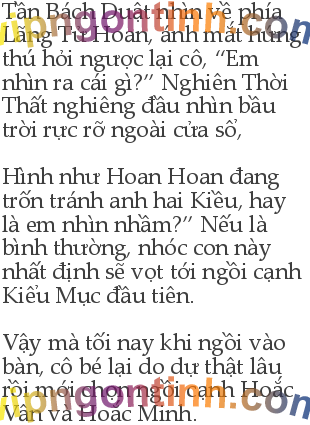 Tần Bách Duật nhìn về phía
Lăng Tử Hoan, ánh mắt hứng
thú hỏi ngược lại cô, “Em
nhìn ra cái gì?” Nghiên Thời
Thất nghiêng đầu nhìn bầu
trời rực rỡ ngoài cửa sổ,
Hình như Hoan Hoan đang
trốn tránh anh hai Kiều, hay
là em nhìn nhầm?” Nếu là
bình thường, nhóc con này
nhất định sẽ vọt tới ngồi cạnh
Kiểu Mục đầu tiên.
Vậy mà tối nay khi ngồi vào
bàn, cô bé lại do dự thật lâu
rồi mới chọn ngồi cạnh Hoắc
Vân và Hoắc Minh.
vipngontinh.com
vipngontinh.com